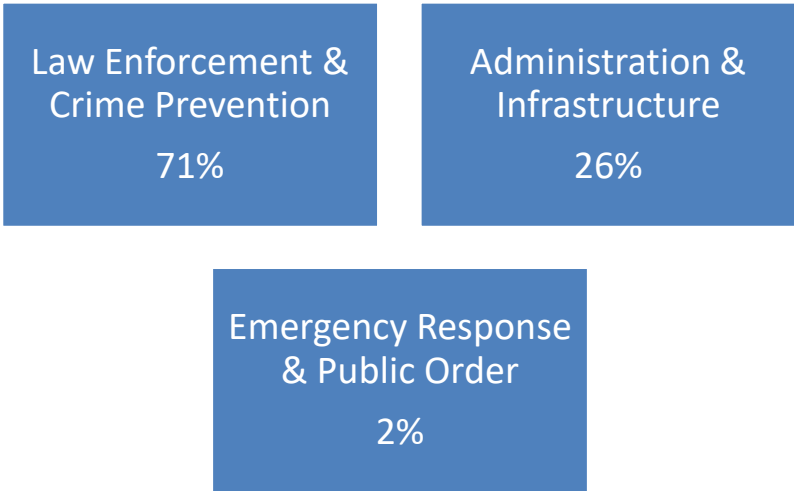 Law Enforcement &
Crime Prevention
71%
Administration &
Infrastructure
26%
Emergency Response
& Public Order
2%